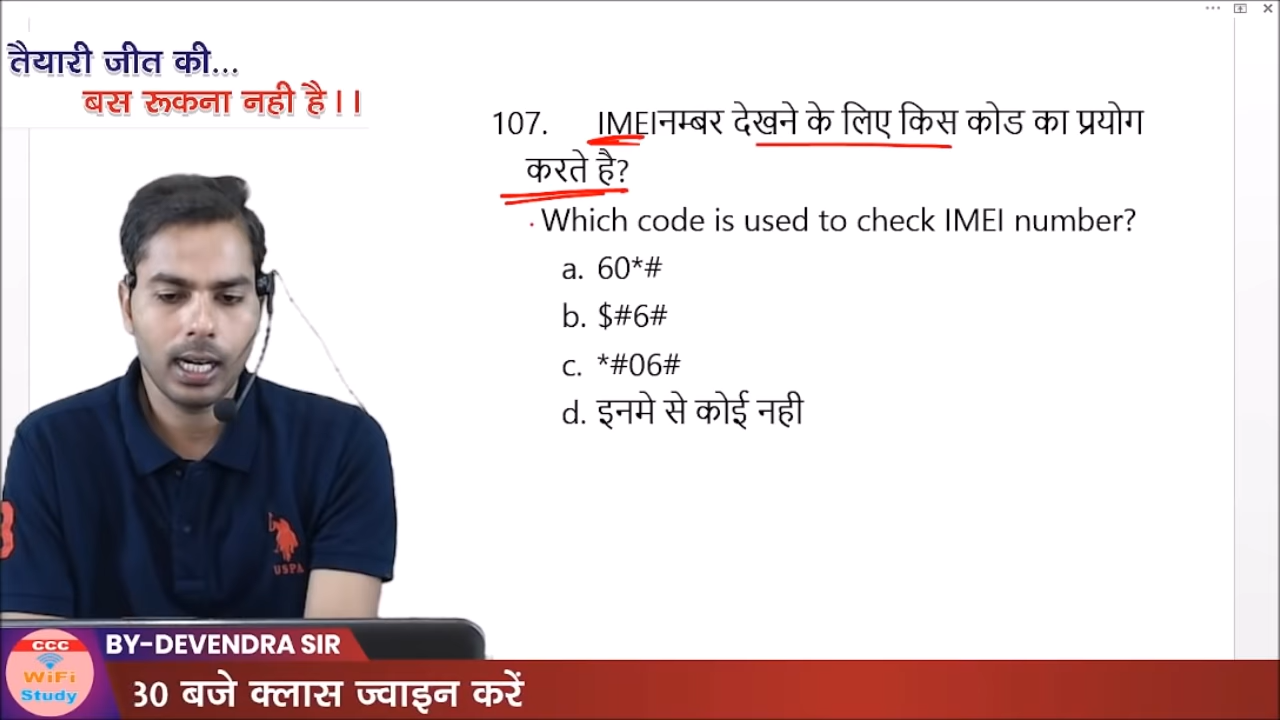 तैयारी जीत की...
बस रूकना नही है।।
107. IMEIनम्बर देखने के लिए किस कोड का प्रयोग
करते है?
Which code is used to check IMEI number?
a. 60*#
b. $#6#
c. *#06#
d. इनमे से कोई नही
USPA
CCC
WiFi
Study
BY-DEVENDRA SIR
30 बजे क्लास ज्वाइन करें